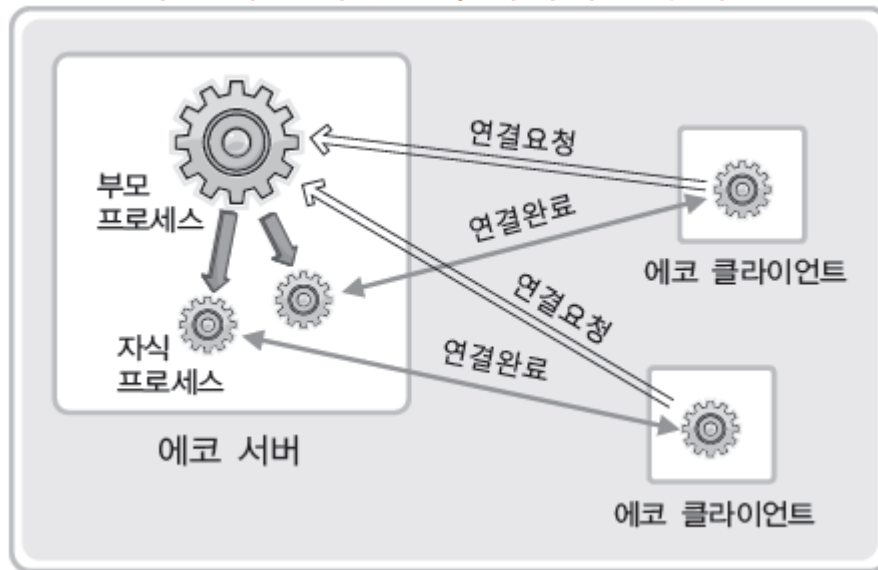 연결요청
부모
프로세스
연결완료
에코 클라이언트
연결요청
자식
프로세스
연결완료
에코 서버
에코 클라이언트